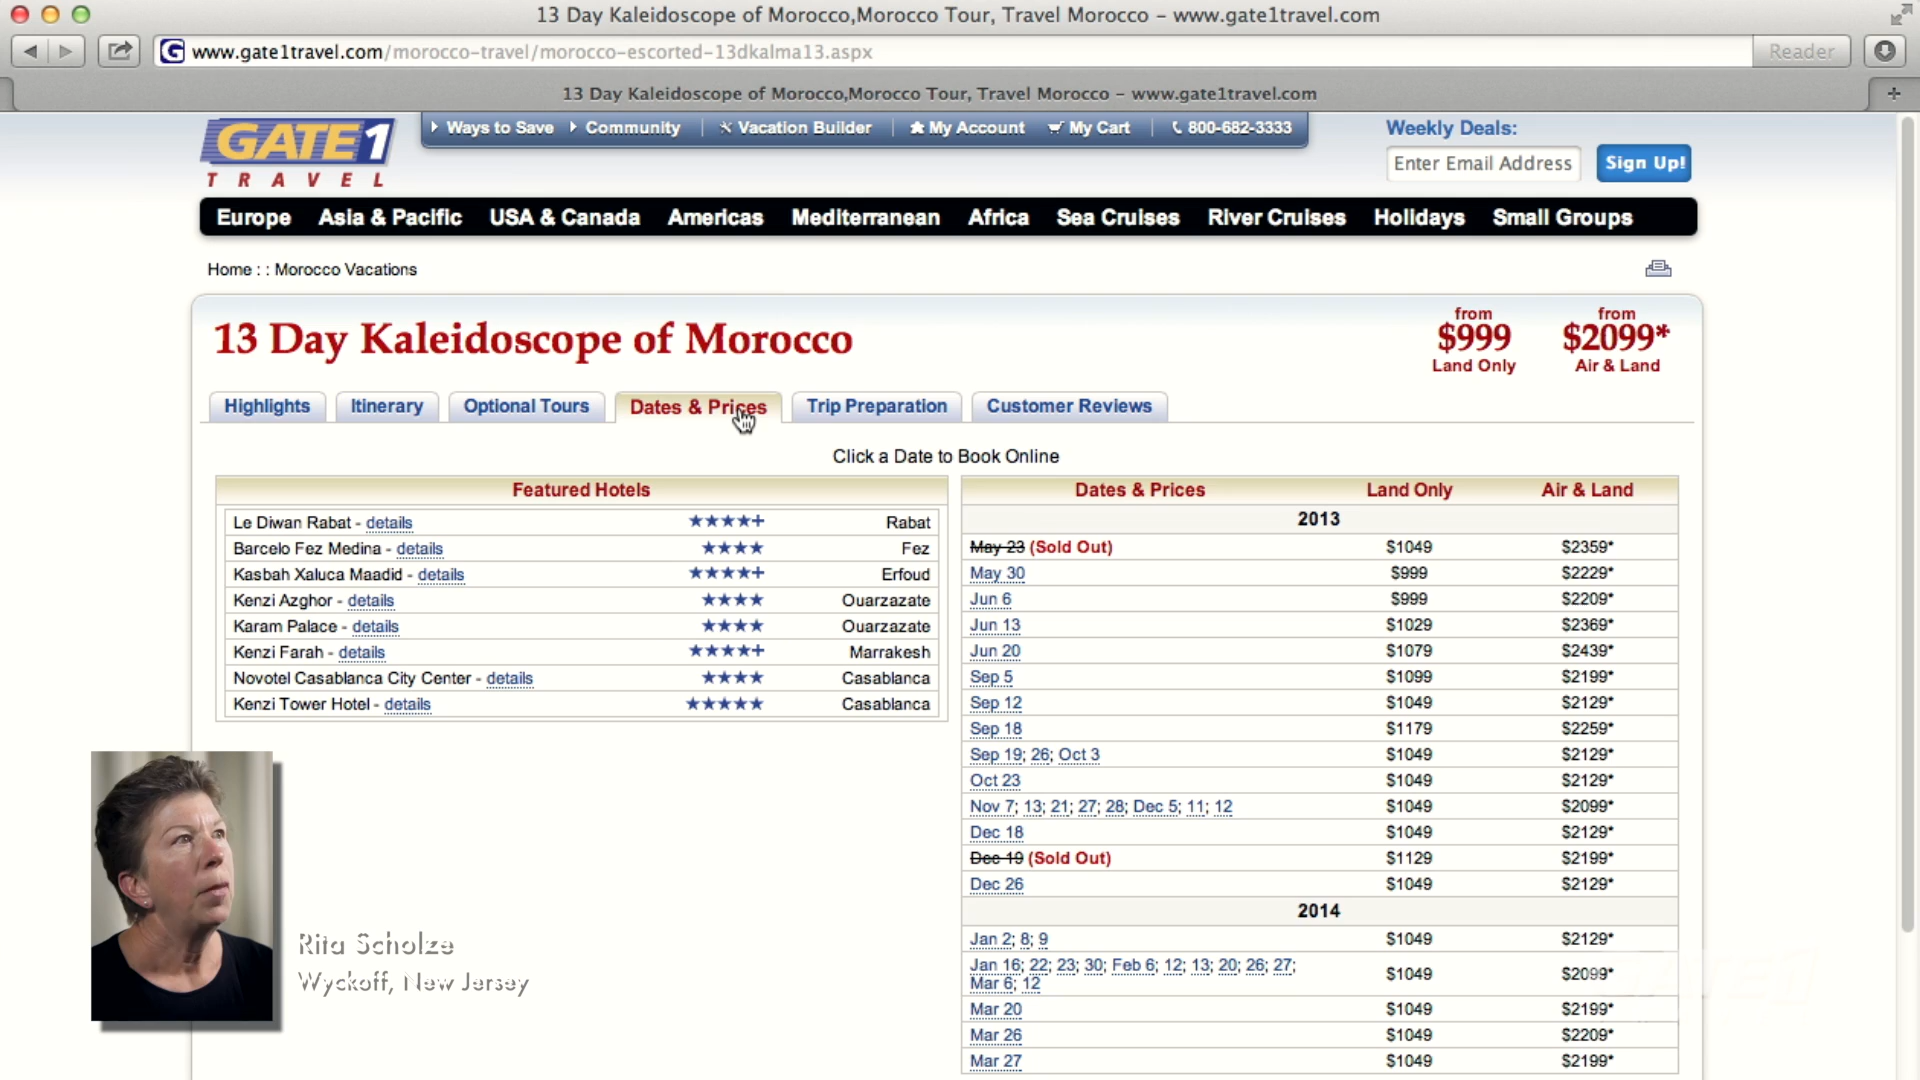 13 Day Kaleidoscope of Morocco,Morocco Tour, Travel Morocco – www.gate1travel.com
www.gate1travel.com/morocco-travel/morocco-escorted-13dkalma13.aspx
Reader
13 Day Kaleidoscope of Morocco,Morocco Tour, Travel Morocco – www.gate1travel.com
GATE 1
TRAVEL
Ways to Save Community Vacation Builder My Account My Cart 800-682-3333
Weekly Deals:
Enter Email Address Sign Up!
Europe Asia & Pacific USA & Canada Americas Mediterranean Africa Sea Cruises River Cruises Holidays Small Groups
Home : : Morocco Vacations
13 Day Kaleidoscope of Morocco
from $999 Land Only
from $2099* Air & Land
Highlights Itinerary Optional Tours Dates & Prices Trip Preparation Customer Reviews
Click a Date to Book Online
Featured Hotels
Le Diwan Rabat - details ★★★★+ Rabat
Barcelo Fez Medina - details ★★★★ Fez
Kasbah Xaluca Maadid - details ★★★★+ Erfoud
Kenzi Azghor - details ★★★★ Ouarzazate
Karam Palace - details ★★★★ Ouarzazate
Kenzi Farah - details ★★★★+ Marrakesh
Novotel Casablanca City Center - details ★★★★ Casablanca
Kenzi Tower Hotel - details ★★★★★ Casablanca
Dates & Prices Land Only Air & Land
2013
May 23 (Sold Out) $1049 $2359*
May 30 $999 $2229*
Jun 6 $999 $2209*
Jun 13 $1029 $2369*
Jun 20 $1079 $2439*
Sep 5 $1099 $2199*
Sep 12 $1049 $2129*
Sep 18 $1179 $2259*
Sep 19; 26; Oct 3 $1049 $2129*
Oct 23 $1049 $2129*
Nov 7; 13; 21; 27; 28; Dec 5; 11; 12 $1049 $2099*
Dec 18 $1049 $2129*
Dec 19 (Sold Out) $1129 $2199*
Dec 26 $1049 $2129*
2014
Jan 2; 8; 9 $1049 $2129*
Jan 16; 22; 23; 30; Feb 6; 12; 13; 20; 26; 27;
Mar 6; 12 $1049 $2099*
Mar 20 $1049 $2199*
Mar 26 $1049 $2209*
Mar 27 $1049 $2199*
Rita Scholze
Wyckoff, New Jersey